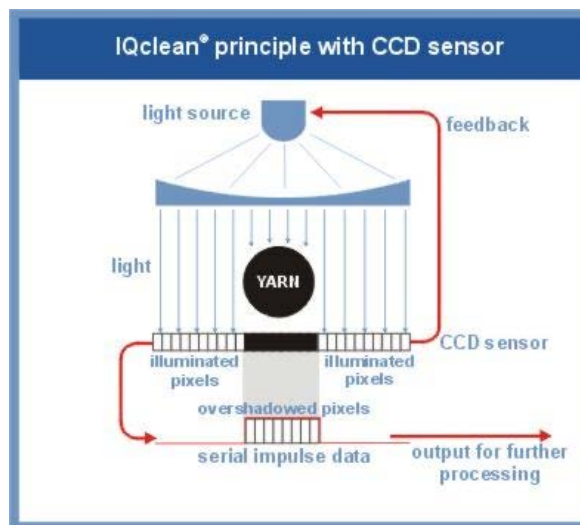 IQclean® principle with CCD sensor
light source
feedback
light
YARN
CCD sensor
illuminated
pixels
illuminated
pixels
overshadowed pixels
serial impulse data
output for further
processing